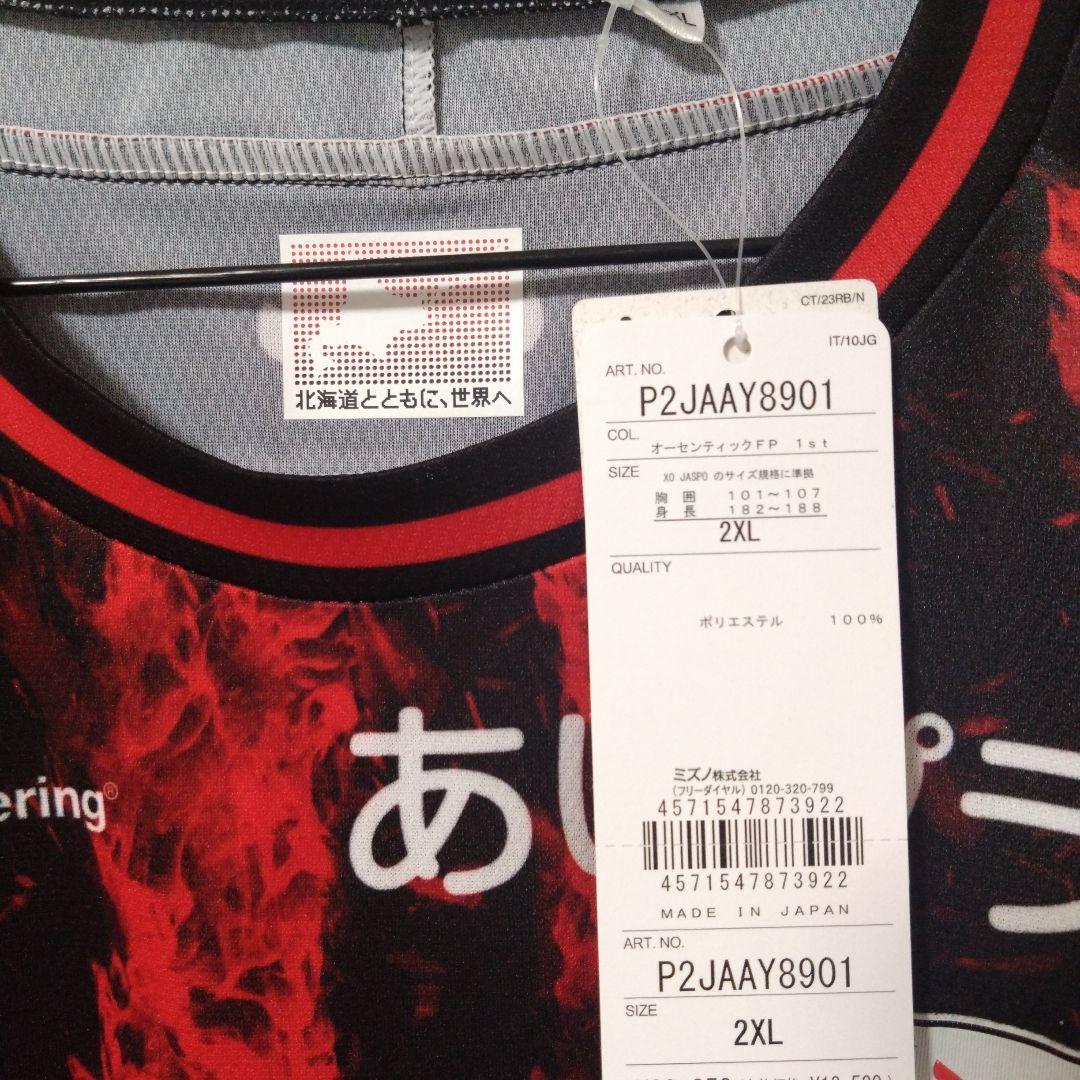 北海道とともに、世界へ
CT/23RB/N
IT/10JG
ART. NO.
P2JAAY8901
COL.
オーセンティックFP 1st
SIZE
XO JASPO のサイズ規格に準拠
胸囲 101～107
身長 182～188
2XL
QUALITY
ポリエステル 100%
ミズノ株式会社
(フリーダイヤル) 0120-320-799
4571547873922
4571547873922
MADE IN JAPAN
ART. NO.
P2JAAY8901
SIZE
2XL
ering®
あ